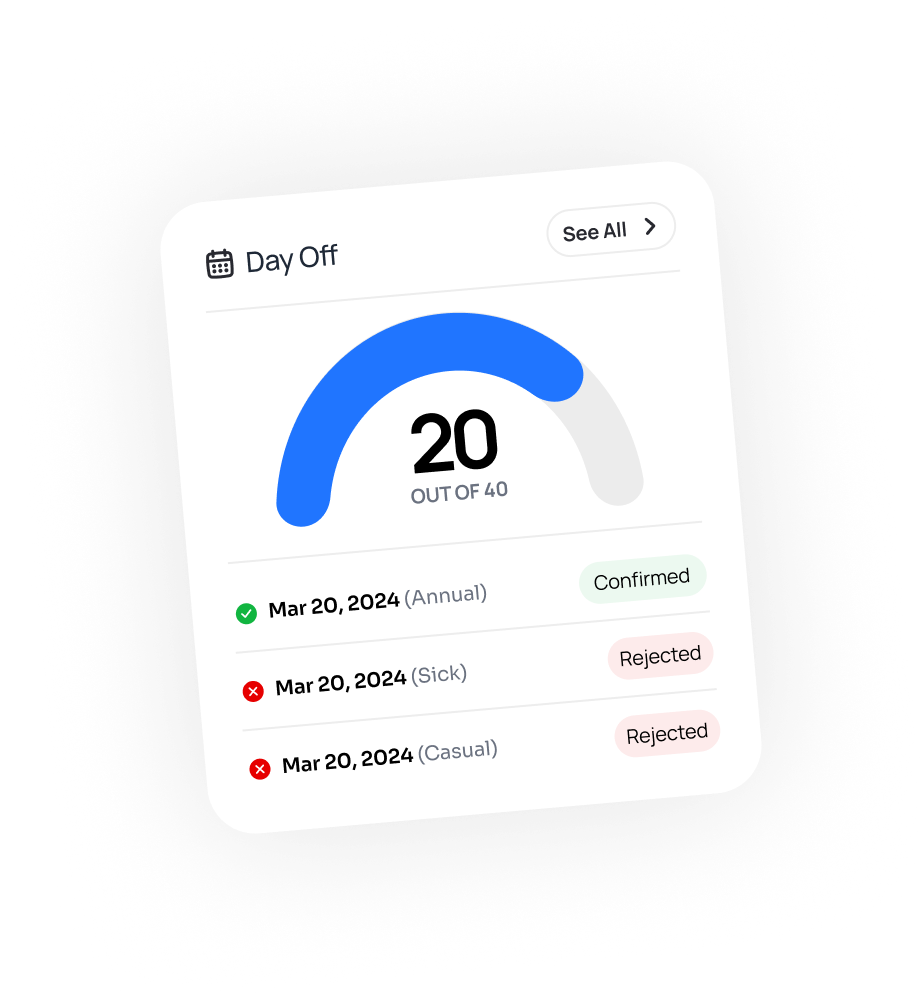 Day Off
See All
20
OUT OF 40
Mar 20, 2024 (Annual)
Confirmed
Mar 20, 2024 (Sick)
Rejected
Mar 20, 2024 (Casual)
Rejected